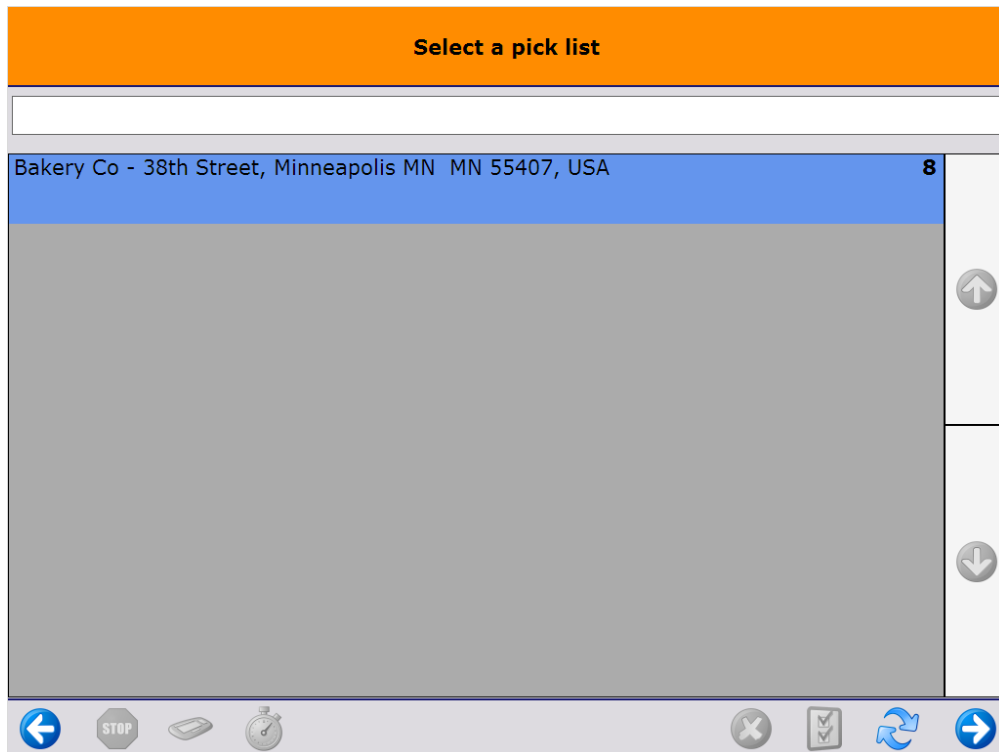 Select a pick list
Bakery Co - 38th Street, Minneapolis MN  MN 55407, USA 8
STOP